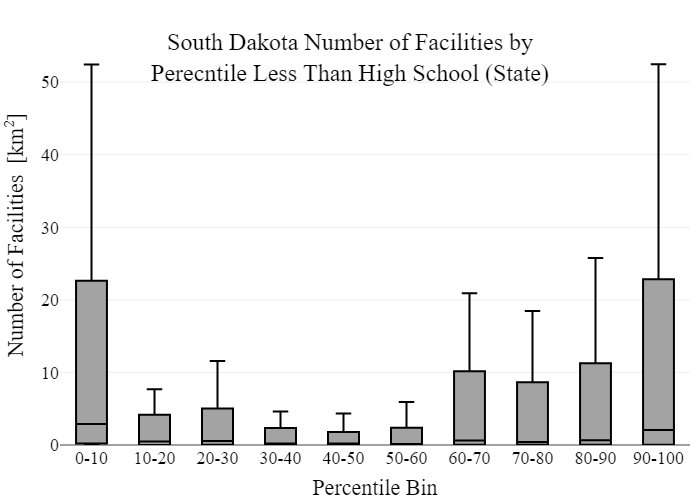 South Dakota Number of Facilities by
Perecntile Less Than High School (State)
Number of Facilities [km²]
50
40
30
20
10
0
0-10 10-20 20-30 30-40 40-50 50-60 60-70 70-80 80-90 90-100
Percentile Bin